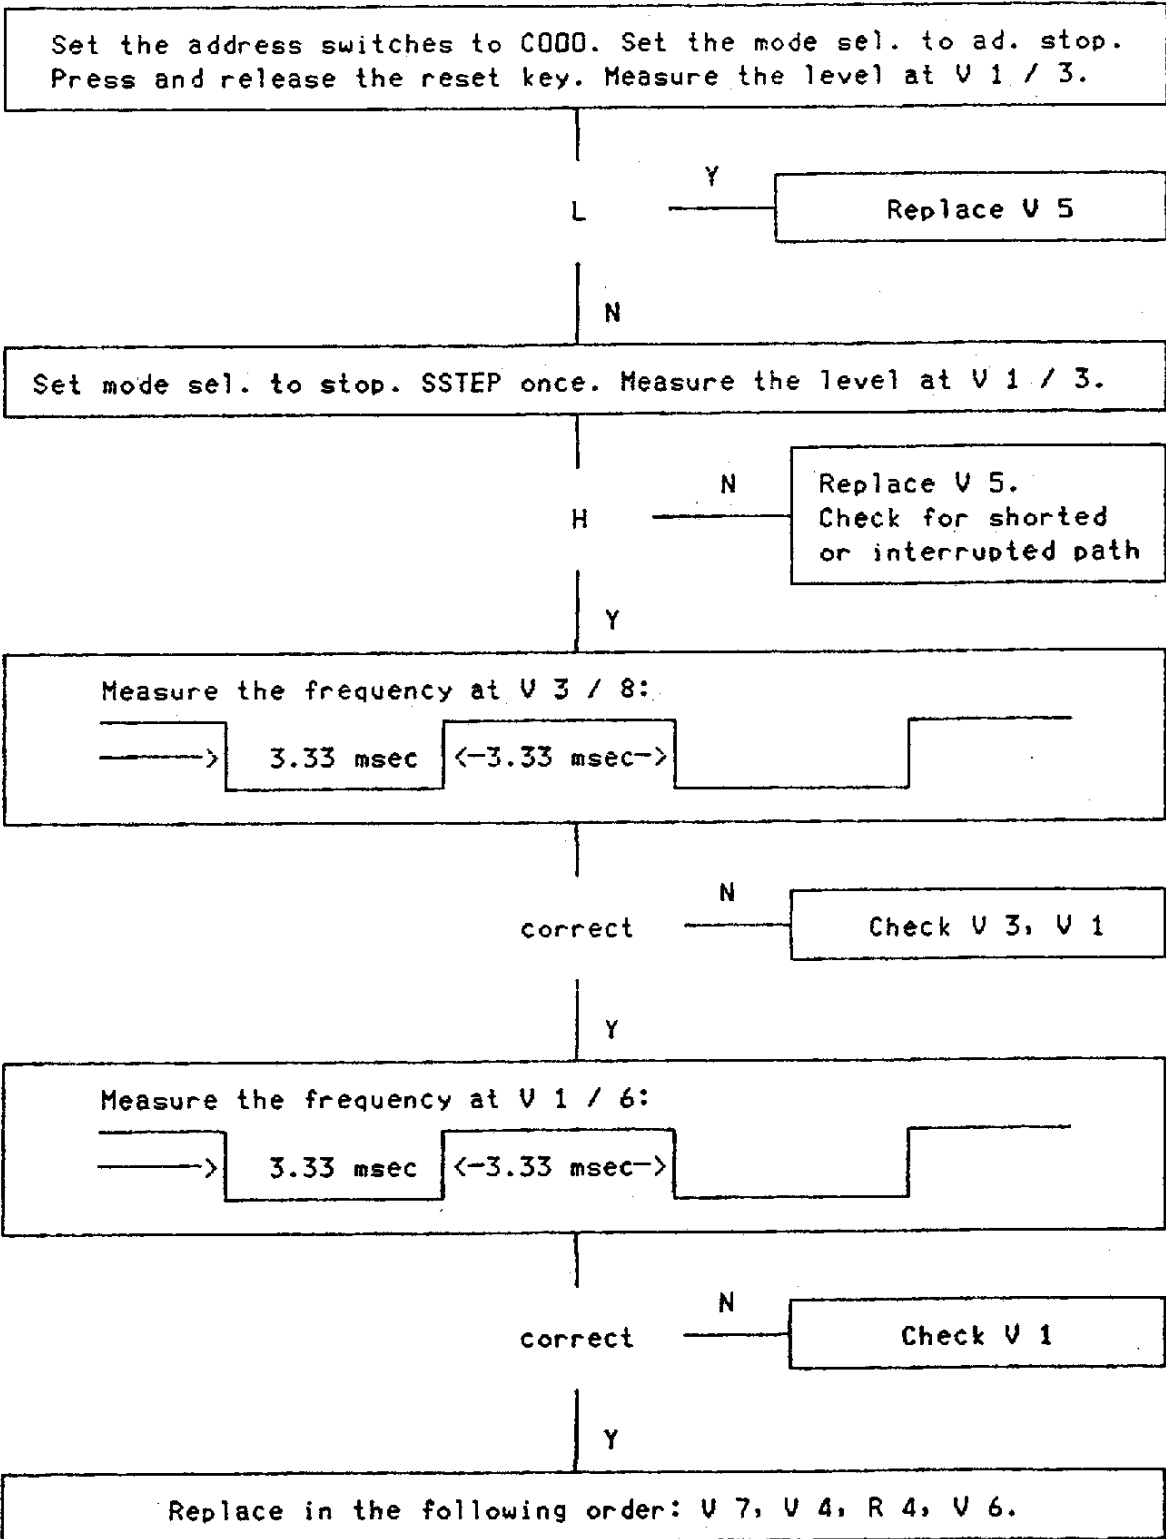 Set the address switches to C000. Set the mode sel. to ad. stop.
Press and release the reset key. Measure the level at V 1 / 3.
Y
L
Replace V 5
N
Set mode sel. to stop. SSTEP once. Measure the level at V 1 / 3.
N
H
Replace V 5.
Check for shorted
or interrupted path
Y
Measure the frequency at V 3 / 8:
----> 3.33 msec <-3.33 msec->
N
correct
Check V 3, V 1
Y
Measure the frequency at V 1 / 6:
----> 3.33 msec <-3.33 msec->
N
correct
Check V 1
Y
Replace in the following order: V 7, V 4, R 4, V 6.